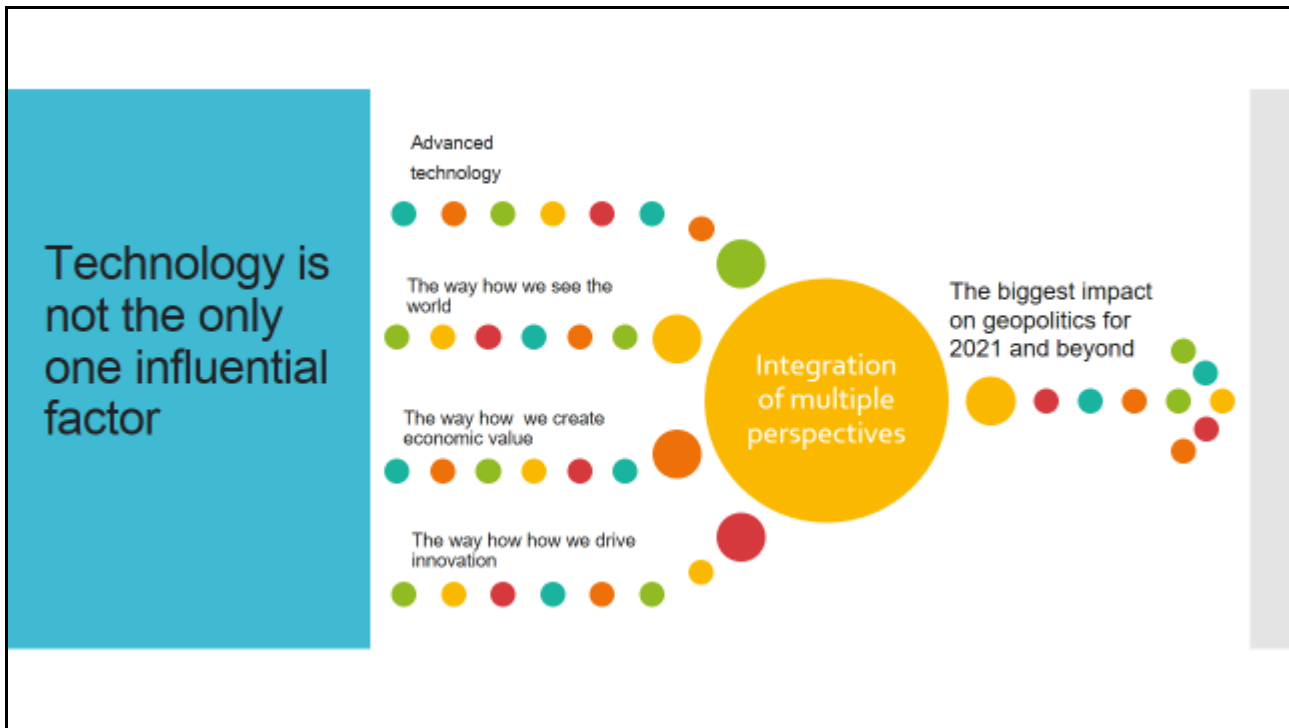 Technology is
not the only
one influential
factor
Advanced
technology
The way how we see the
world
The way how  we create
economic value
The way how how we drive
innovation
Integration
of multiple
perspectives
The biggest impact
on geopolitics for
2021 and beyond